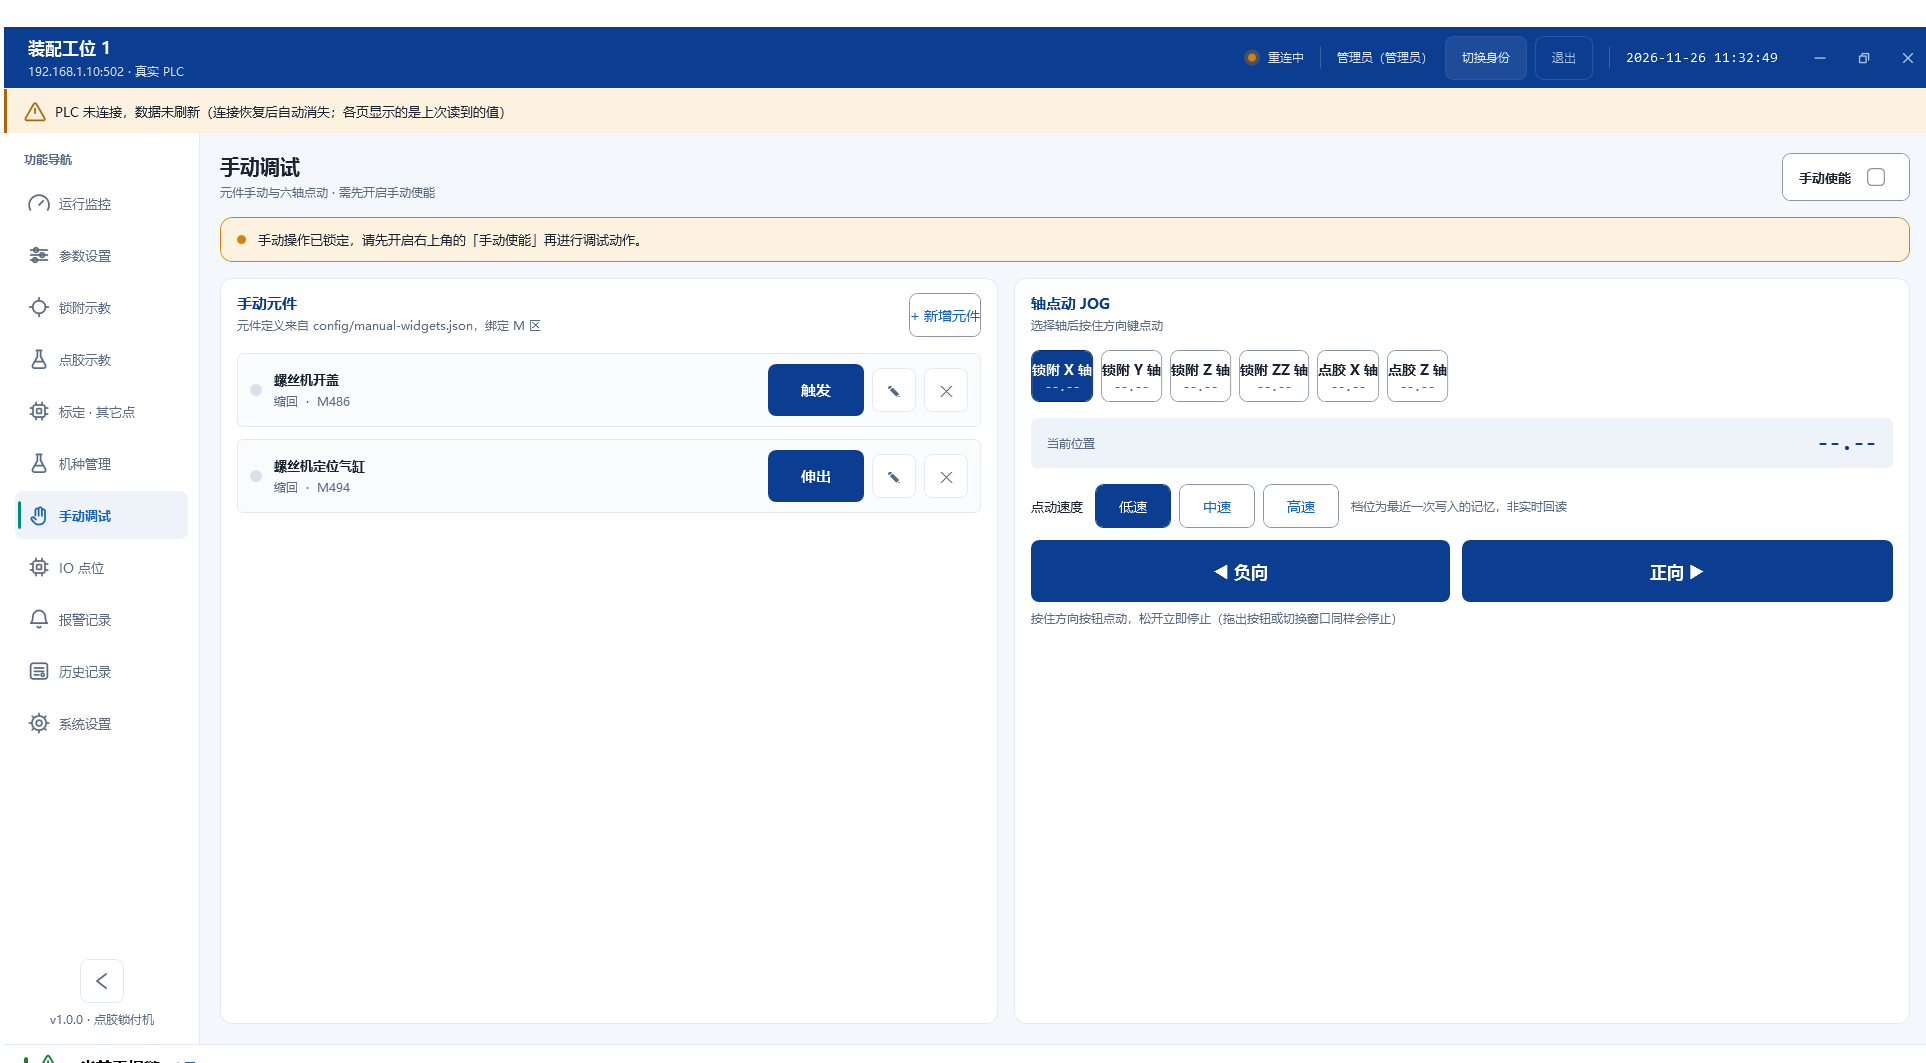 装配工位 1
192.168.1.10:502 · 真实 PLC
重连中
管理员（管理员）
切换身份
退出
2026-11-26 11:32:49
PLC 未连接，数据未刷新（连接恢复后自动消失；各页显示的是上次读到的值）
功能导航
运行监控
参数设置
锁附示教
点胶示教
标定 · 其它点
机种管理
手动调试
IO 点位
报警记录
历史记录
系统设置
v1.0.0 · 点胶锁付机
手动调试
元件手动与六轴点动 · 需先开启手动使能
手动使能
手动操作已锁定，请先开启右上角的「手动使能」再进行调试动作。
手动元件
元件定义来自 config/manual-widgets.json，绑定 M 区
+ 新增元件
螺丝机开盖
缩回 · M486
触发
螺丝机定位气缸
缩回 · M494
伸出
轴点动 JOG
选择轴后按住方向键点动
锁附 X 轴
--.--
锁附 Y 轴
--.--
锁附 Z 轴
--.--
锁附 ZZ 轴
--.--
点胶 X 轴
--.--
点胶 Z 轴
--.--
当前位置
--.--
点动速度
低速
中速
高速
档位为最近一次写入的记忆，非实时回读
◀ 负向
正向 ▶
按住方向按钮点动，松开立即停止（拖出按钮或切换窗口同样会停止）